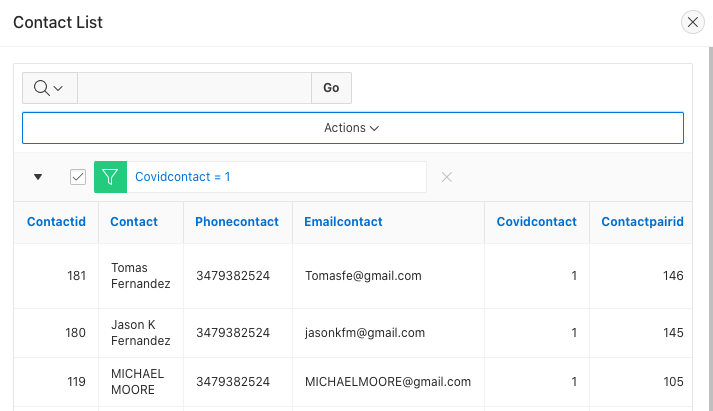 Contact List
Go
Actions
Covidcontact = 1
Contactid Contact Phonecontact Emailcontact Covidcontact Contactpairid
181 Tomas Fernandez 3479382524 Tomasfe@gmail.com 1 146
180 Jason K Fernandez 3479382524 jasonkfm@gmail.com 1 145
119 MICHAEL MOORE 3479382524 MICHAELMOORE@gmail.com 1 105